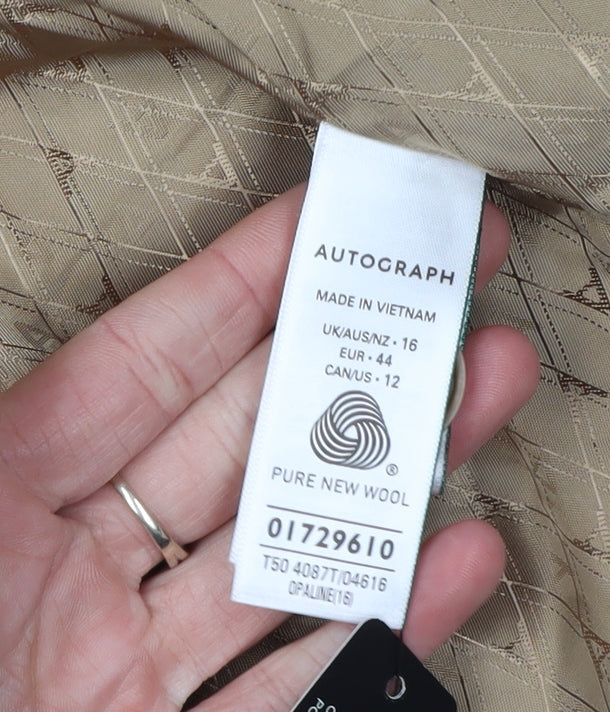 AUTOGRAPH
MADE IN VIETNAM
UK/AUS/NZ • 16
EUR • 44
CAN/US • 12
®
PURE NEW WOOL
01729610
T50 4087T/04616
OPALINE(16)